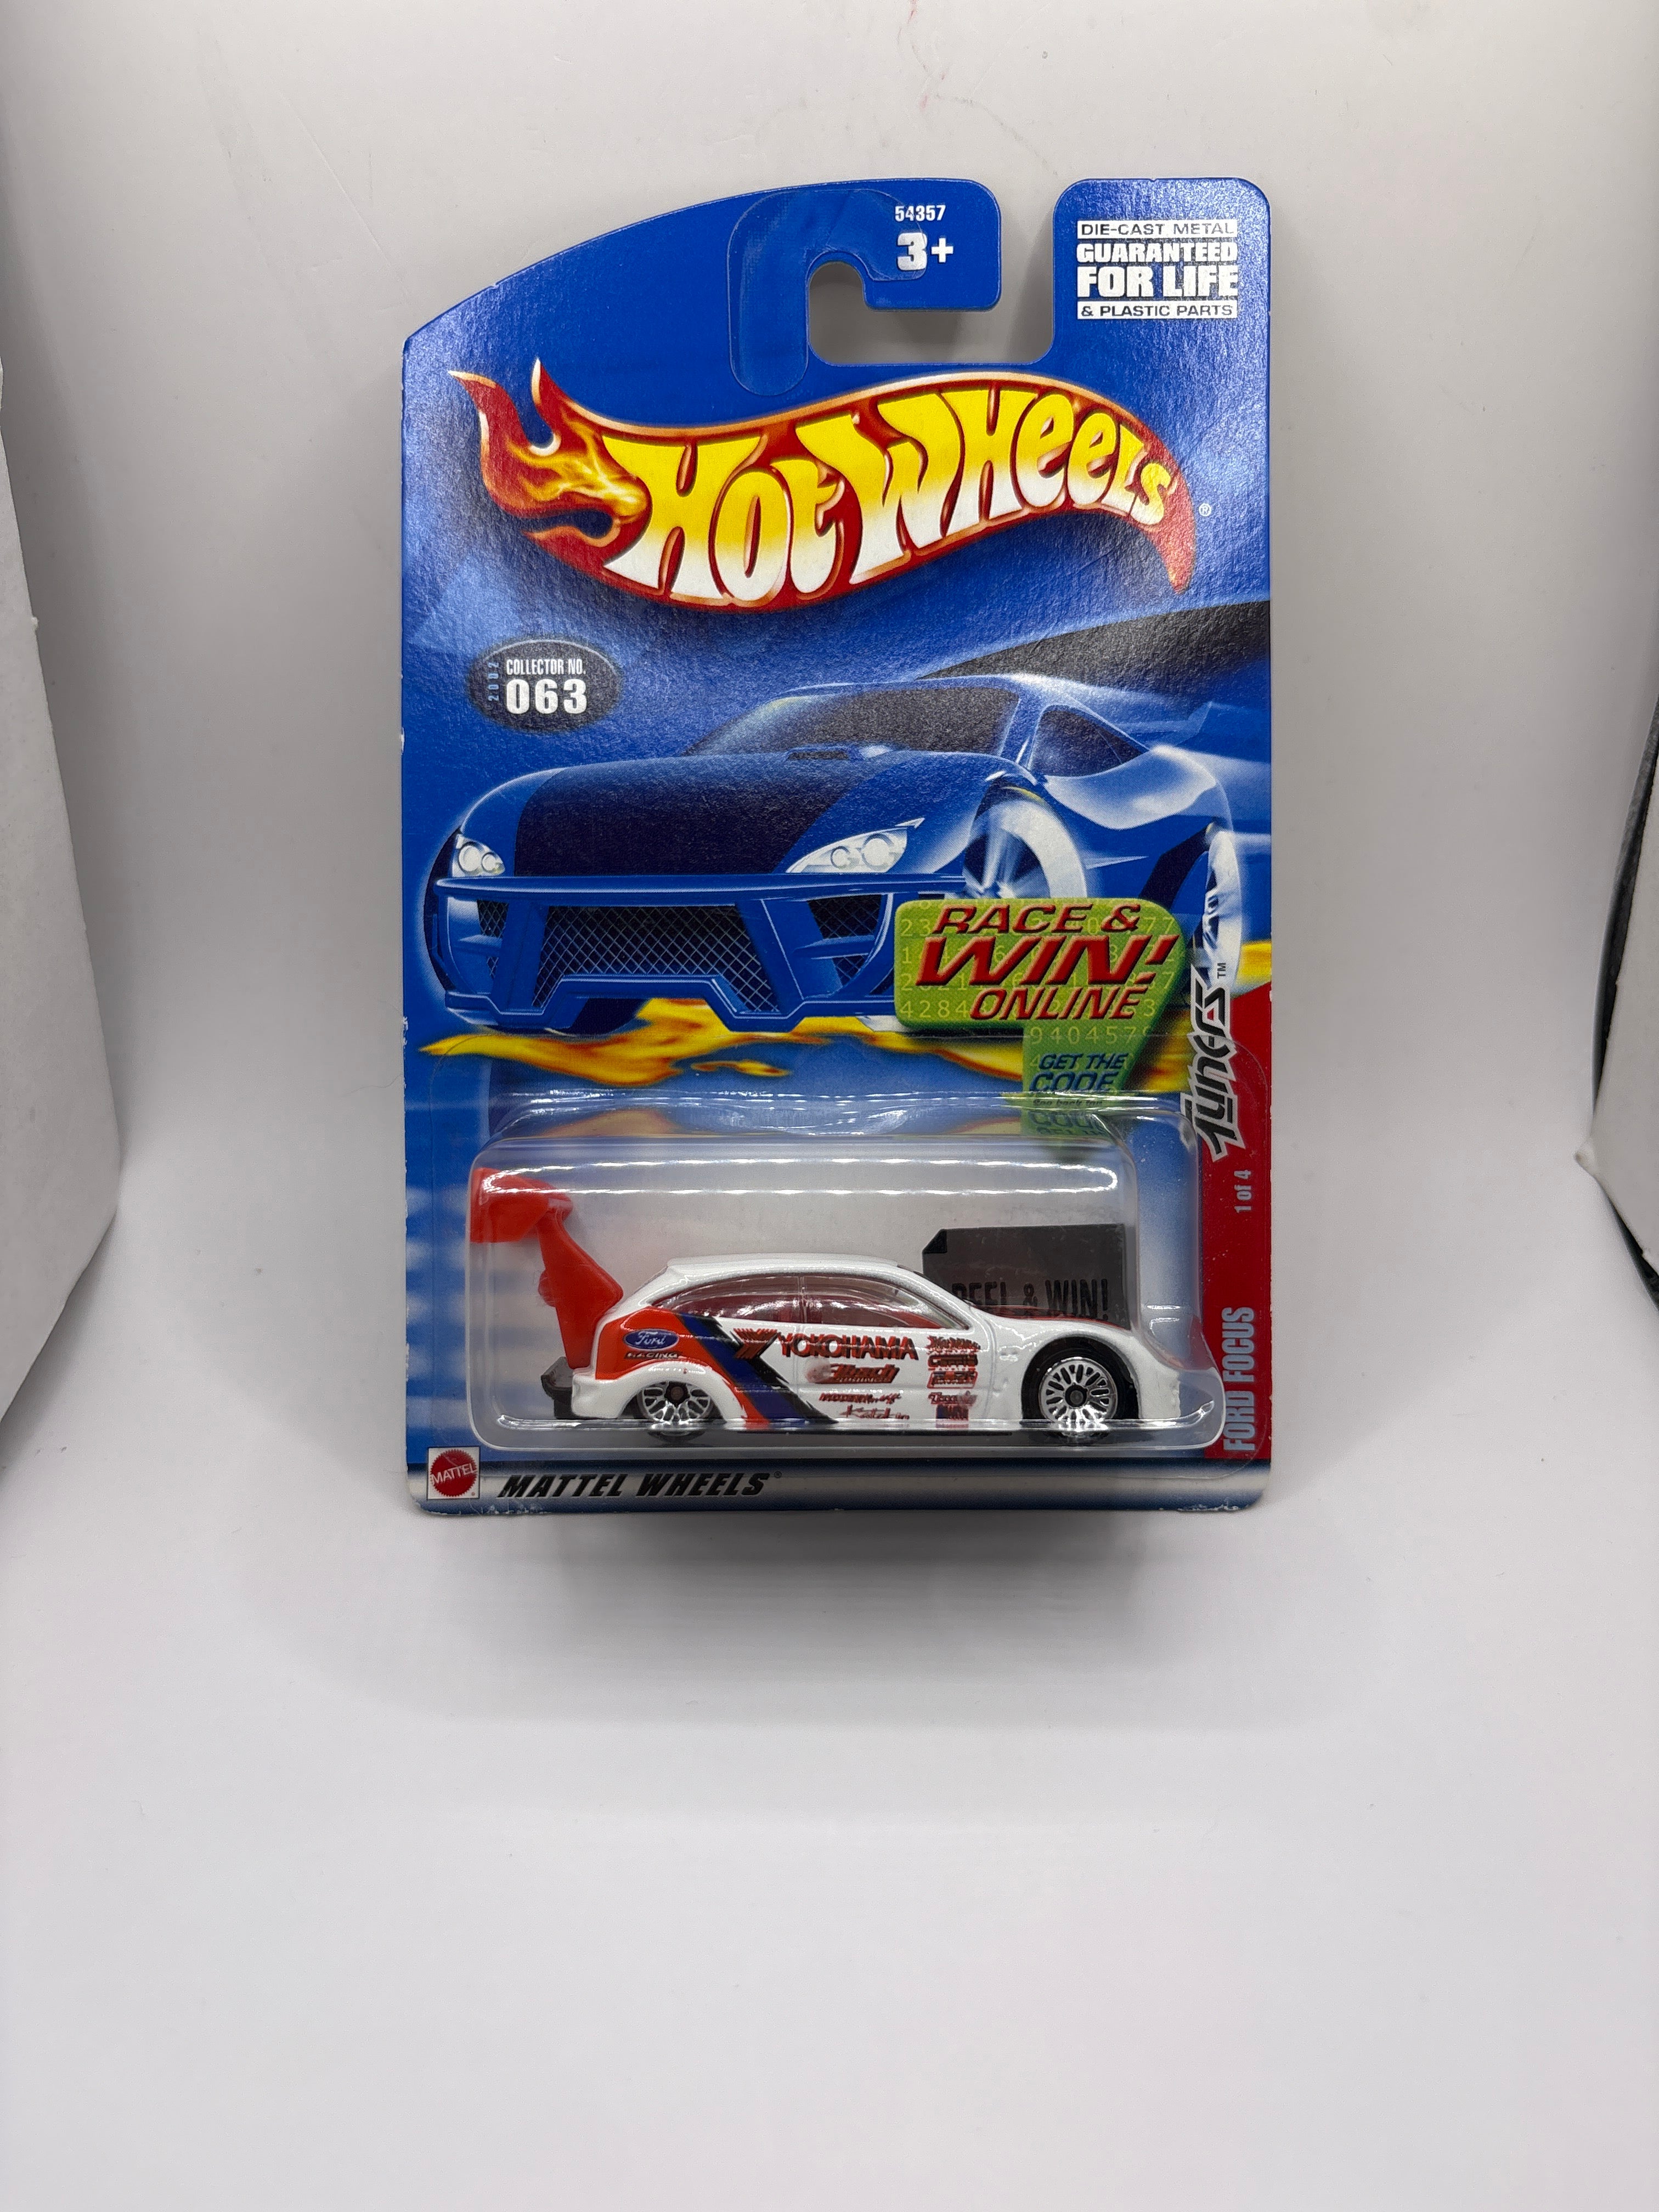 54357
3+
DIE-CAST METAL
GUARANTEED
FOR LIFE
& PLASTIC PARTS
HOT WHEELS
®
2002
COLLECTOR NO.
063
RACE &
WIN!
ONLINE
GET THE
CODE
TUNERS™
1 of 4
FORD FOCUS
PEEL & WIN!
Ford
RACING
YOKOHAMA
MATTEL
MATTEL WHEELS®